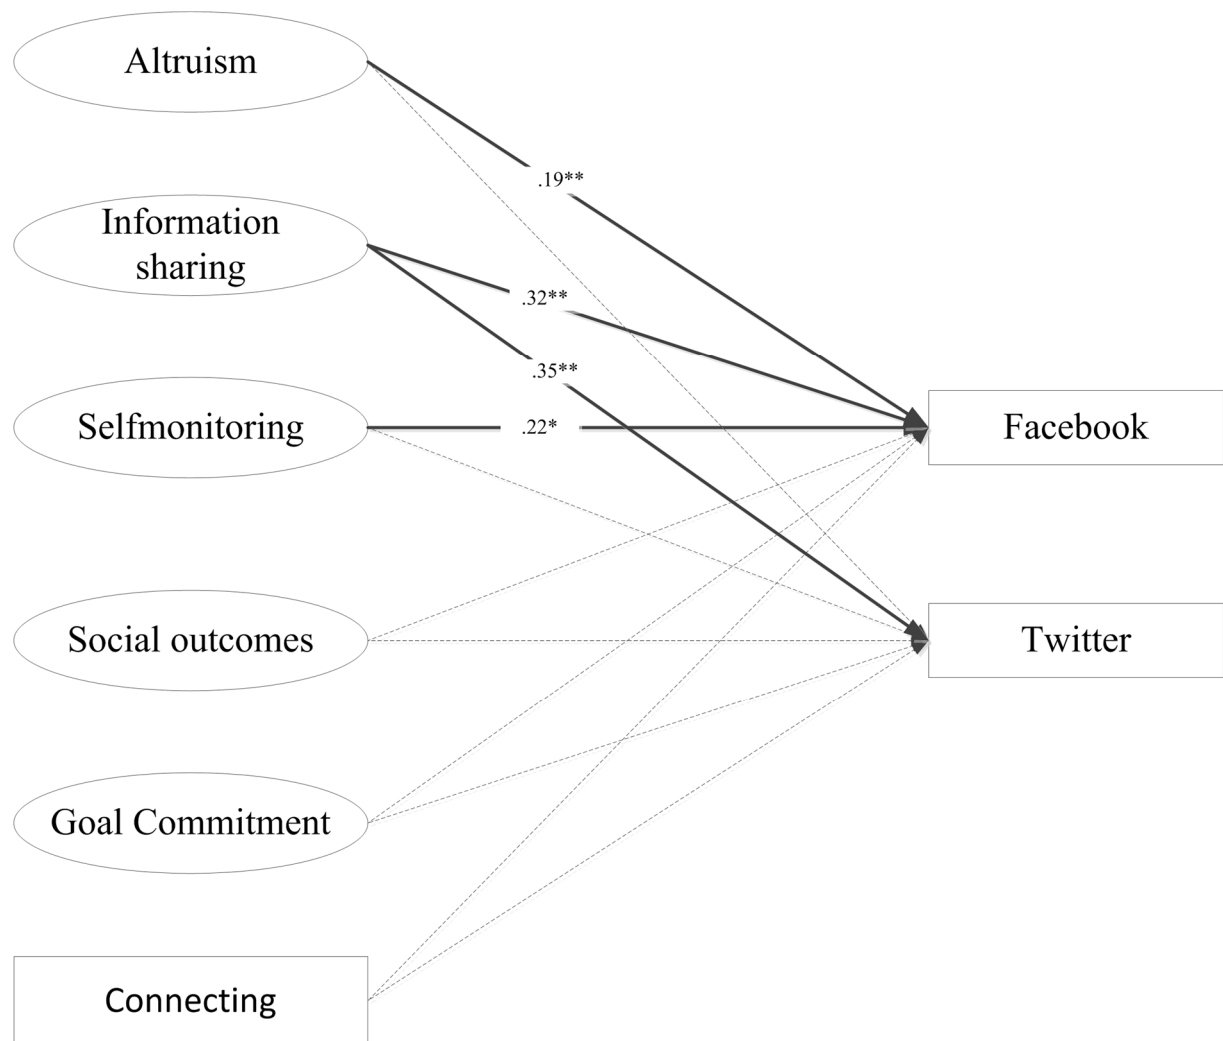 Altruism
.19**
Information
sharing
.32**
.35**
Selfmonitoring
.22*
Facebook
Social outcomes
Twitter
Goal Commitment
Connecting